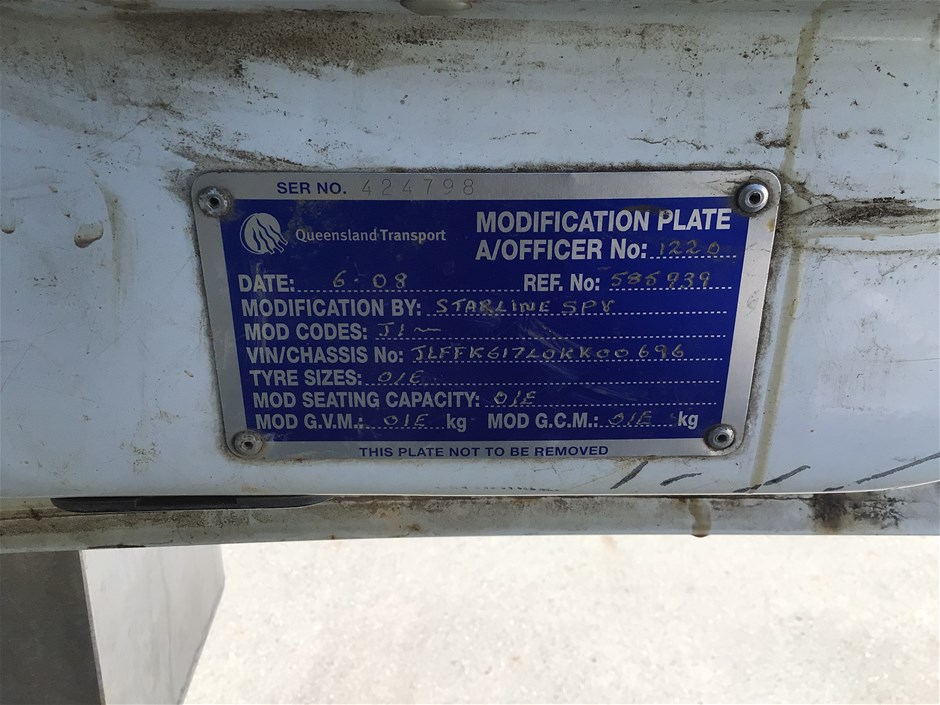 SER NO. 424798
Queensland Transport
MODIFICATION PLATE
A/OFFICER No: 1220
DATE: 6-08 REF. No: 585939
MODIFICATION BY: STARLINE SPV
MOD CODES: J1~
VIN/CHASSIS No: JLFFK617L0KK00696
TYRE SIZES: O/E
MOD SEATING CAPACITY: O/E
MOD G.V.M.: O/E kg MOD G.C.M.: O/E kg
THIS PLATE NOT TO BE REMOVED